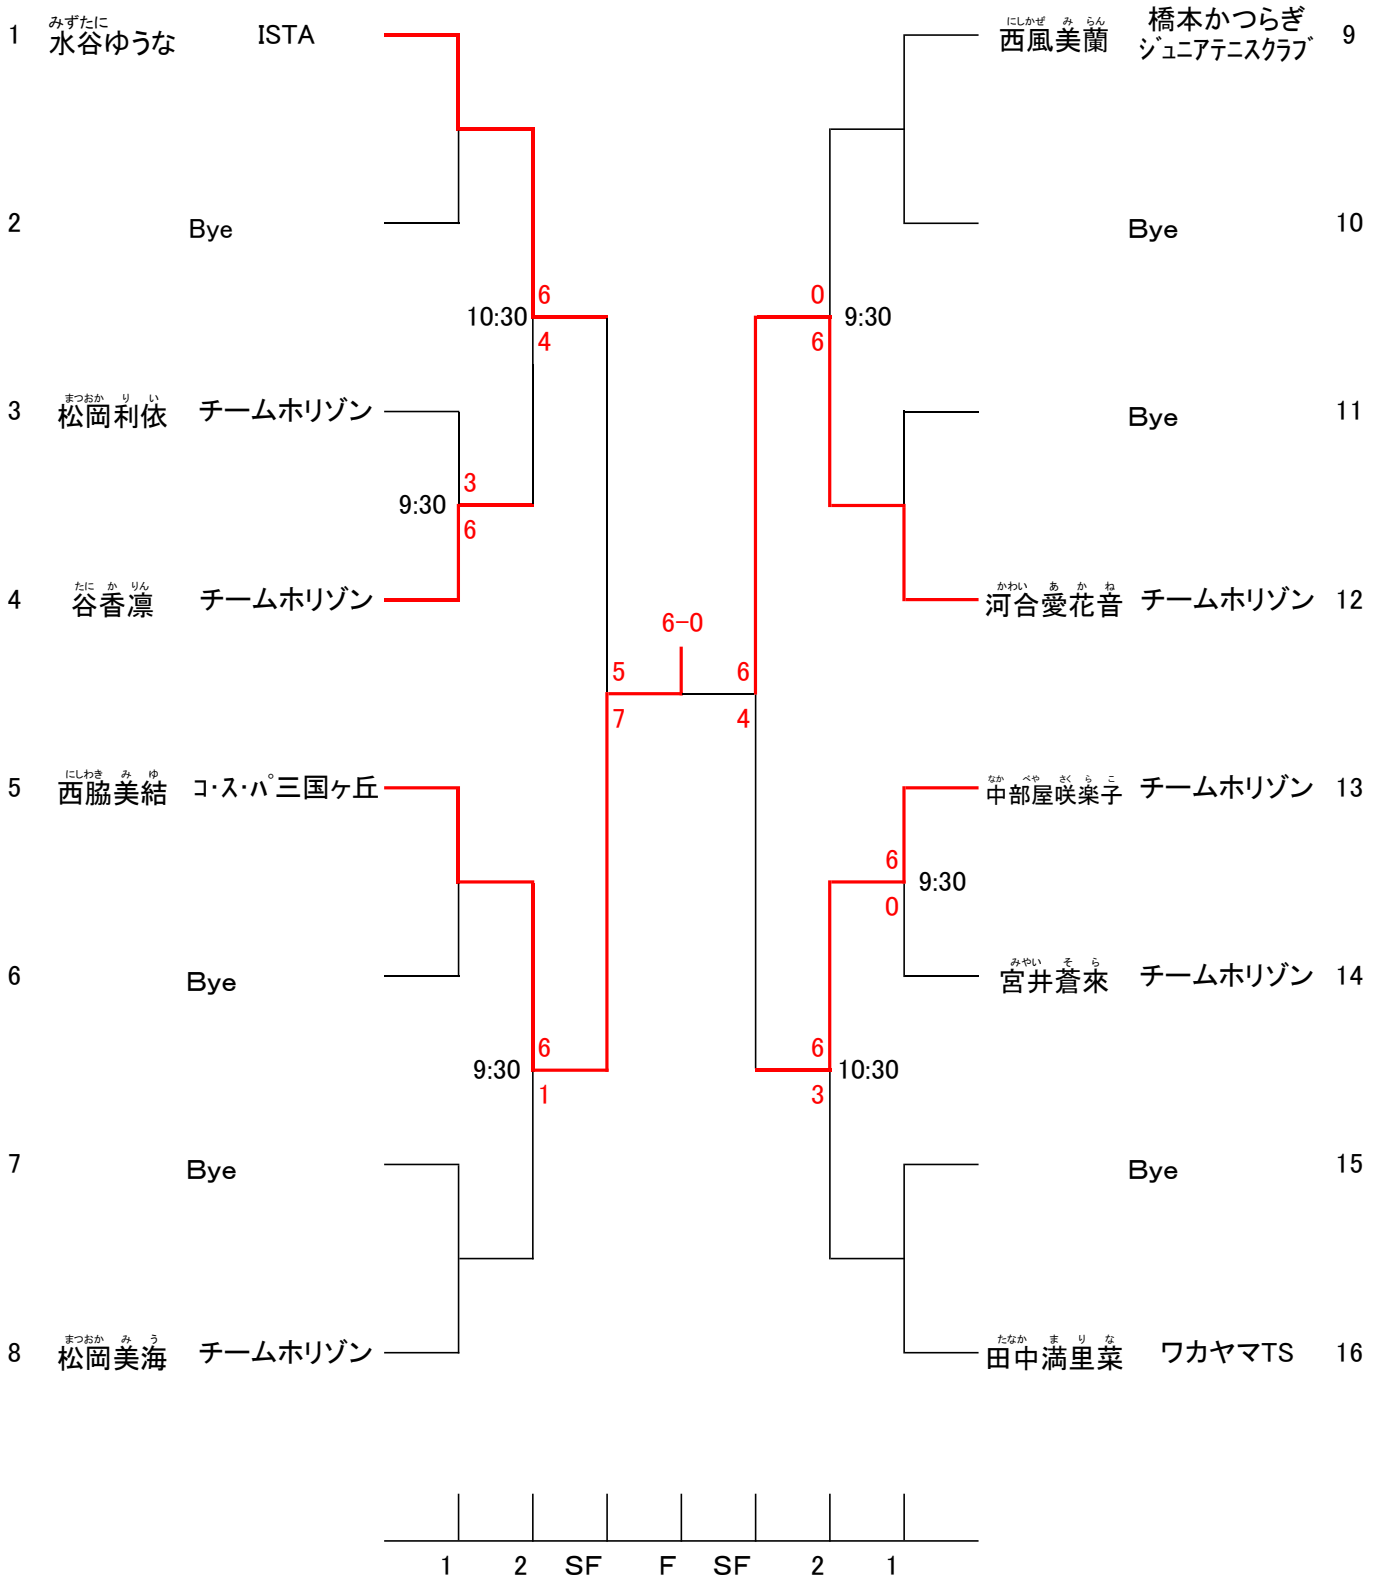 みずたに
1 水谷ゆうな ISTA
2 Bye
10:30
6
4
まつおか り い
3 松岡利依 チームホリゾン
9:30
3
6
たに か りん
4 谷香凛 チームホリゾン
にしわき み ゆ
5 西脇美結 コ・ス・パ三国ヶ丘
6 Bye
9:30
6
1
7 Bye
まつおか み う
8 松岡美海 チームホリゾン
5
7
6-0
6
4
にしかぜ み らん
西風美蘭 橋本かつらぎ
ジュニアテニスクラブ 9
Bye 10
0
6
9:30
Bye 11
かわい あ か ね
河合愛花音 チームホリゾン 12
なか べや さく ら こ
中部屋咲楽子 チームホリゾン 13
6
0
9:30
みやい そ ら
宮井蒼來 チームホリゾン 14
6
3
10:30
Bye 15
たなか ま り な
田中満里菜 ワカヤマTS 16
1 2 SF F SF 2 1